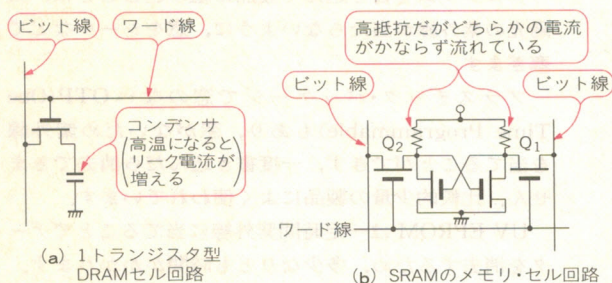 ビット線
ワード線
コンデンサ
(高温になると
リーク電流が
増える)
(a) 1トランジスタ型
DRAMセル回路
高抵抗だがどちらかの電流
がかならず流れている
ビット線
ビット線
Q2
Q1
ワード線
(b) SRAMのメモリ・セル回路